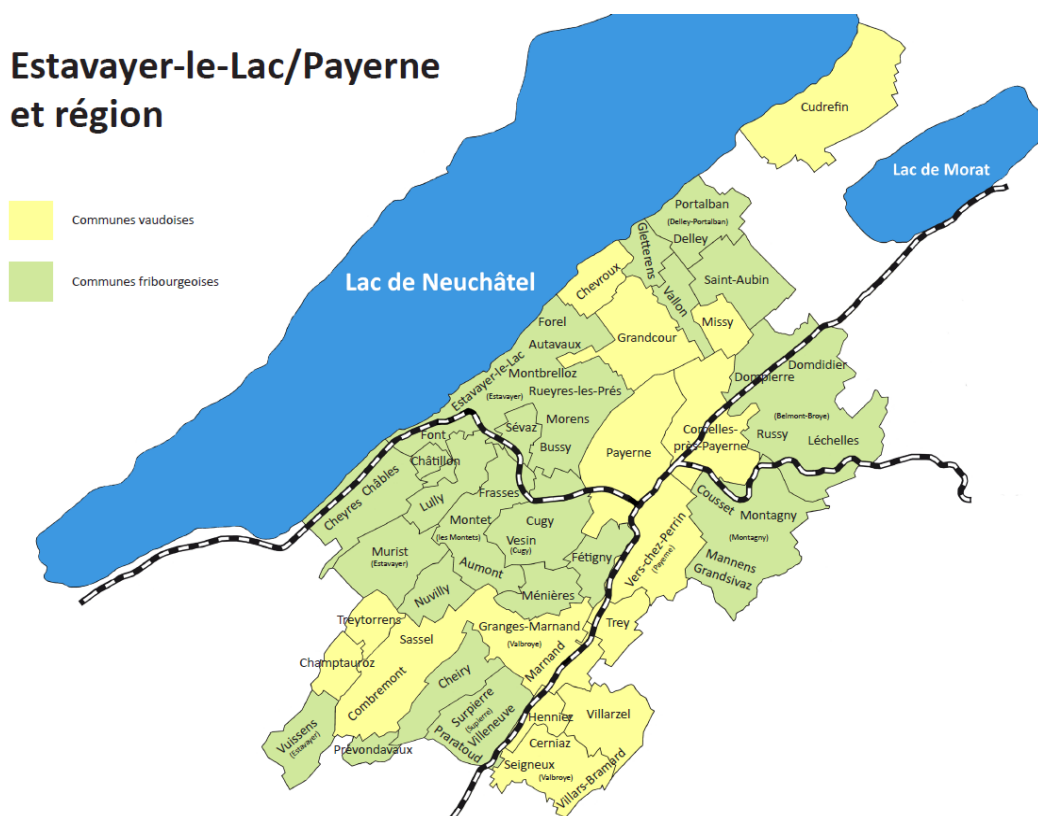 Estavayer-le-Lac/Payerne
et région
Communes vaudoises
Communes fribourgeoises
Lac de Neuchâtel
Lac de Morat
Cudrefin
Portalban
(Delley-Portalban)
Delley
Gletterens
Vallon
Saint-Aubin
Chevroux
Missy
Grandcour
Forel
Autavaux
Montbrelloz
Estavayer-le-Lac
(Estavayer)
Rueyres-les-Prés
Morens
Sévaz
Bussy
Payerne
Corcelles-
près-Payerne
Dompierre
Domdidier
(Belmont-Broye)
Russy
Léchelles
Font
Châtillon
Châbles
Cheyres
Lully
Frasses
Montet
(les Montets)
Cugy
Vesin
(Cugy)
Fétigny
Vers-chez-Perrin
(Payerne)
Cousset
Montagny
(Montagny)
Mannens
Grandsivaz
Murist
(Estavayer)
Aumont
Nuvilly
Ménières
Treytorrens
Sassel
Granges-Marnand
(Valbroye)
Marnand
Trey
Champtauroz
Combremont
Cheiry
Surpierre
(Supierre)
Villeneuve
Praratoud
Vuissens
(Estavayer)
Prévondavaux
Henniez
Villarzel
Cerniaz
Seigneux
(Valbroye)
Villars-Bramard